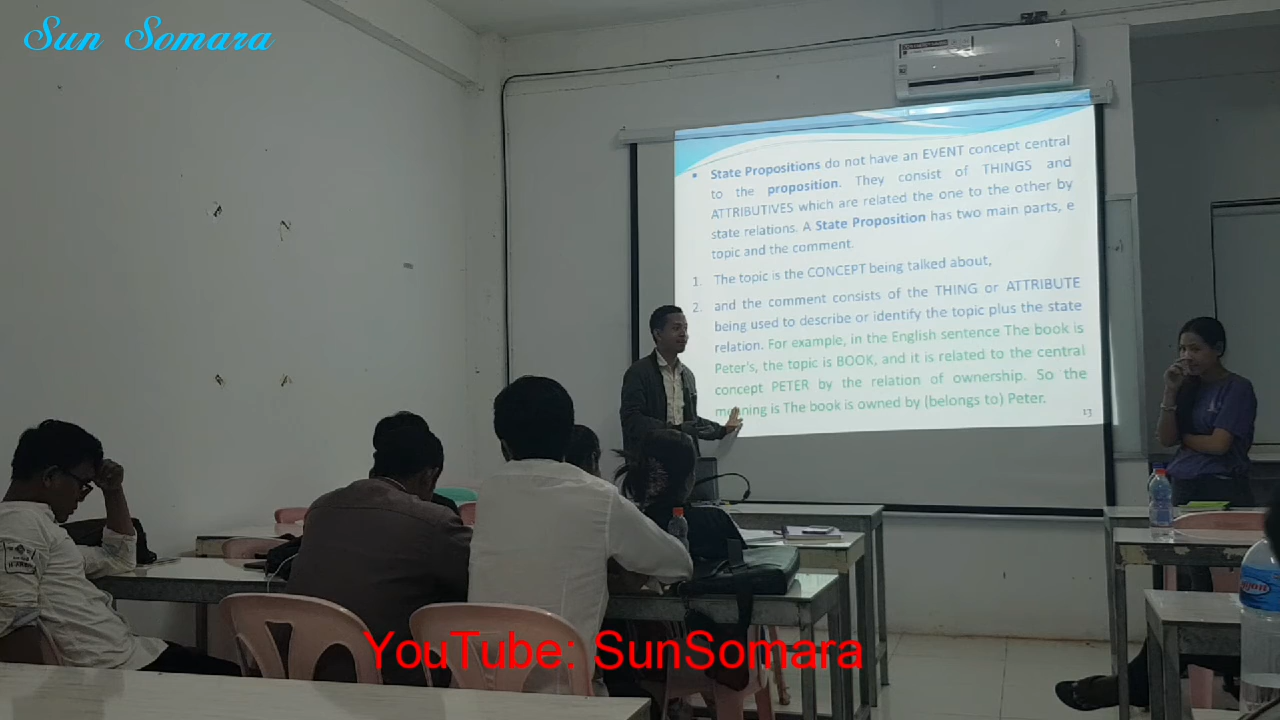 Sun Somara
• State Propositions do not have an EVENT concept central
to the proposition. They consist of THINGS and
ATTRIBUTIVES which are related the one to the other by
state relations. A State Proposition has two main parts, e
topic and the comment.
1. The topic is the CONCEPT being talked about,
2. and the comment consists of the THING or ATTRIBUTE
being used to describe or identify the topic plus the state
relation. For example, in the English sentence The book is
Peter's, the topic is BOOK, and it is related to the central
concept PETER by the relation of ownership. So the
meaning is The book is owned by (belongs to) Peter.
13
YouTube: SunSomara